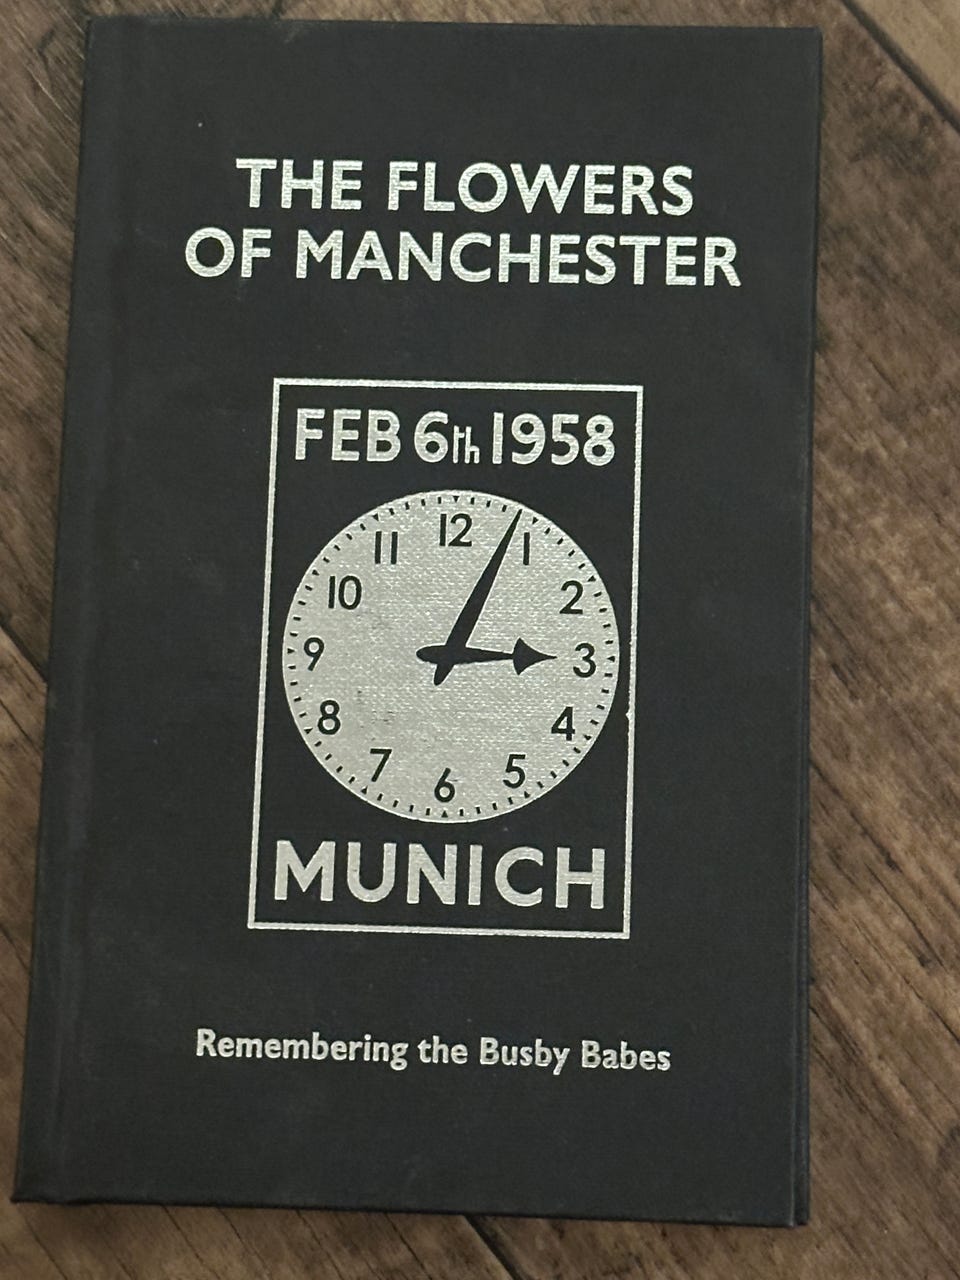 THE FLOWERS
OF MANCHESTER
FEB 6th 1958
12
11
1
10
2
9
3
8
4
7
5
6
MUNICH
Remembering the Busby Babes